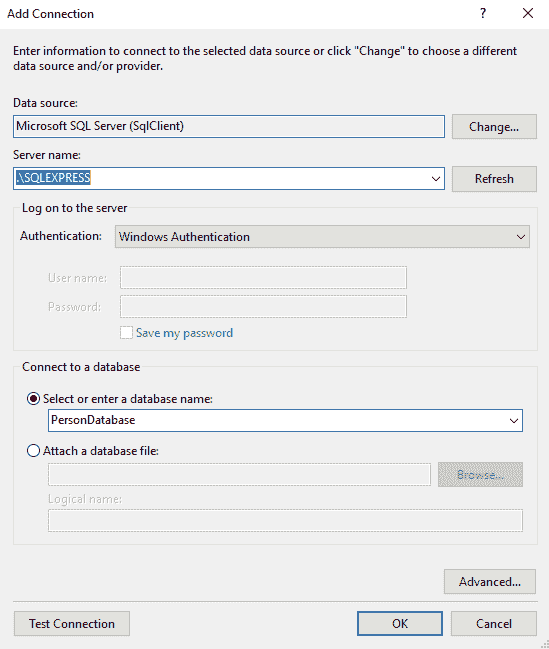 Add Connection
?
Enter information to connect to the selected data source or click "Change" to choose a different
data source and/or provider.
Data source:
Microsoft SQL Server (SqlClient)
Change...
Server name:
.\SQLEXPRESS
Refresh
Log on to the server
Authentication:
Windows Authentication
User name:
Password:
Save my password
Connect to a database
Select or enter a database name:
PersonDatabase
Attach a database file:
Browse...
Logical name:
Advanced...
Test Connection
OK
Cancel